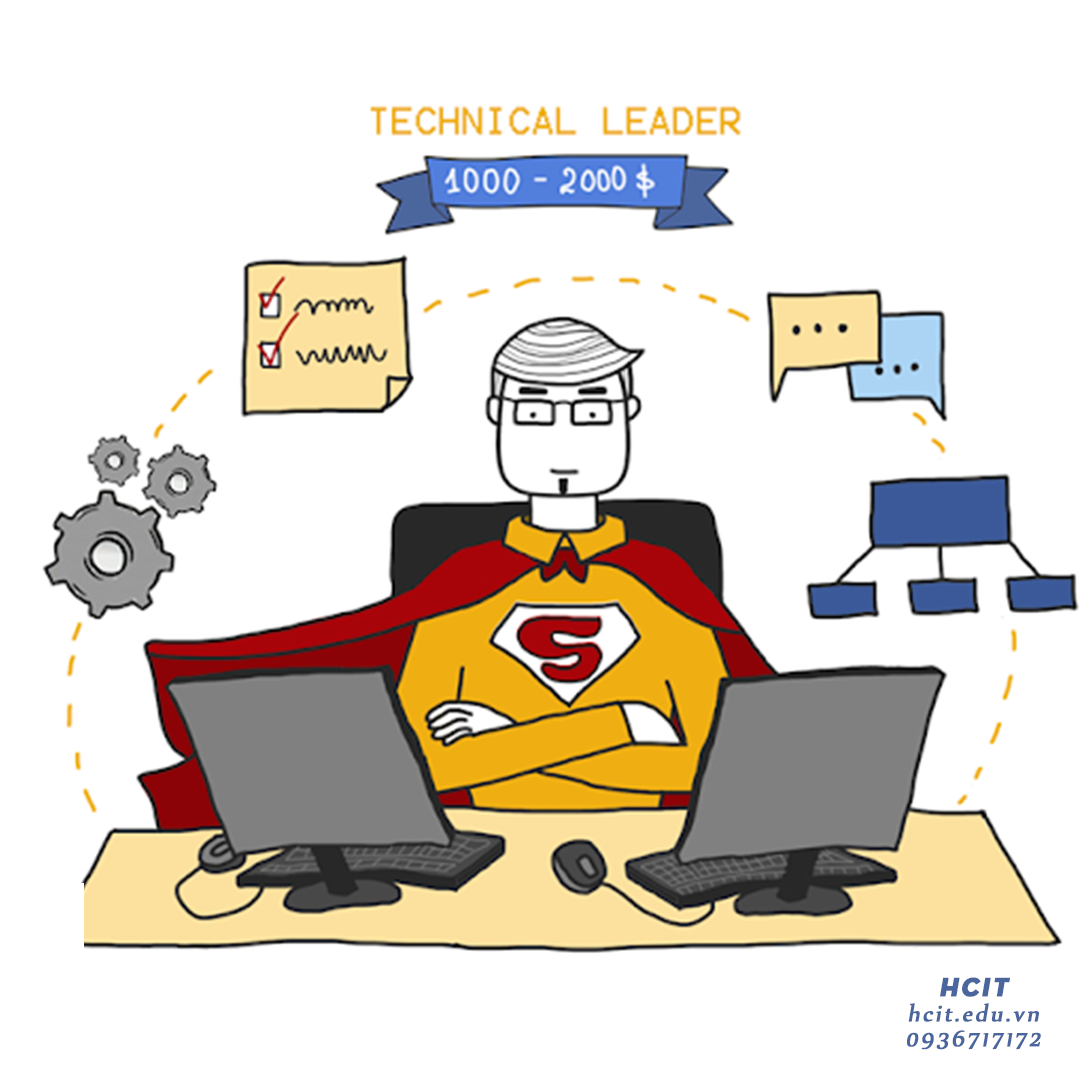 TECHNICAL LEADER
1000 - 2000 $
S
HCIT
hcit.edu.vn
0936717172